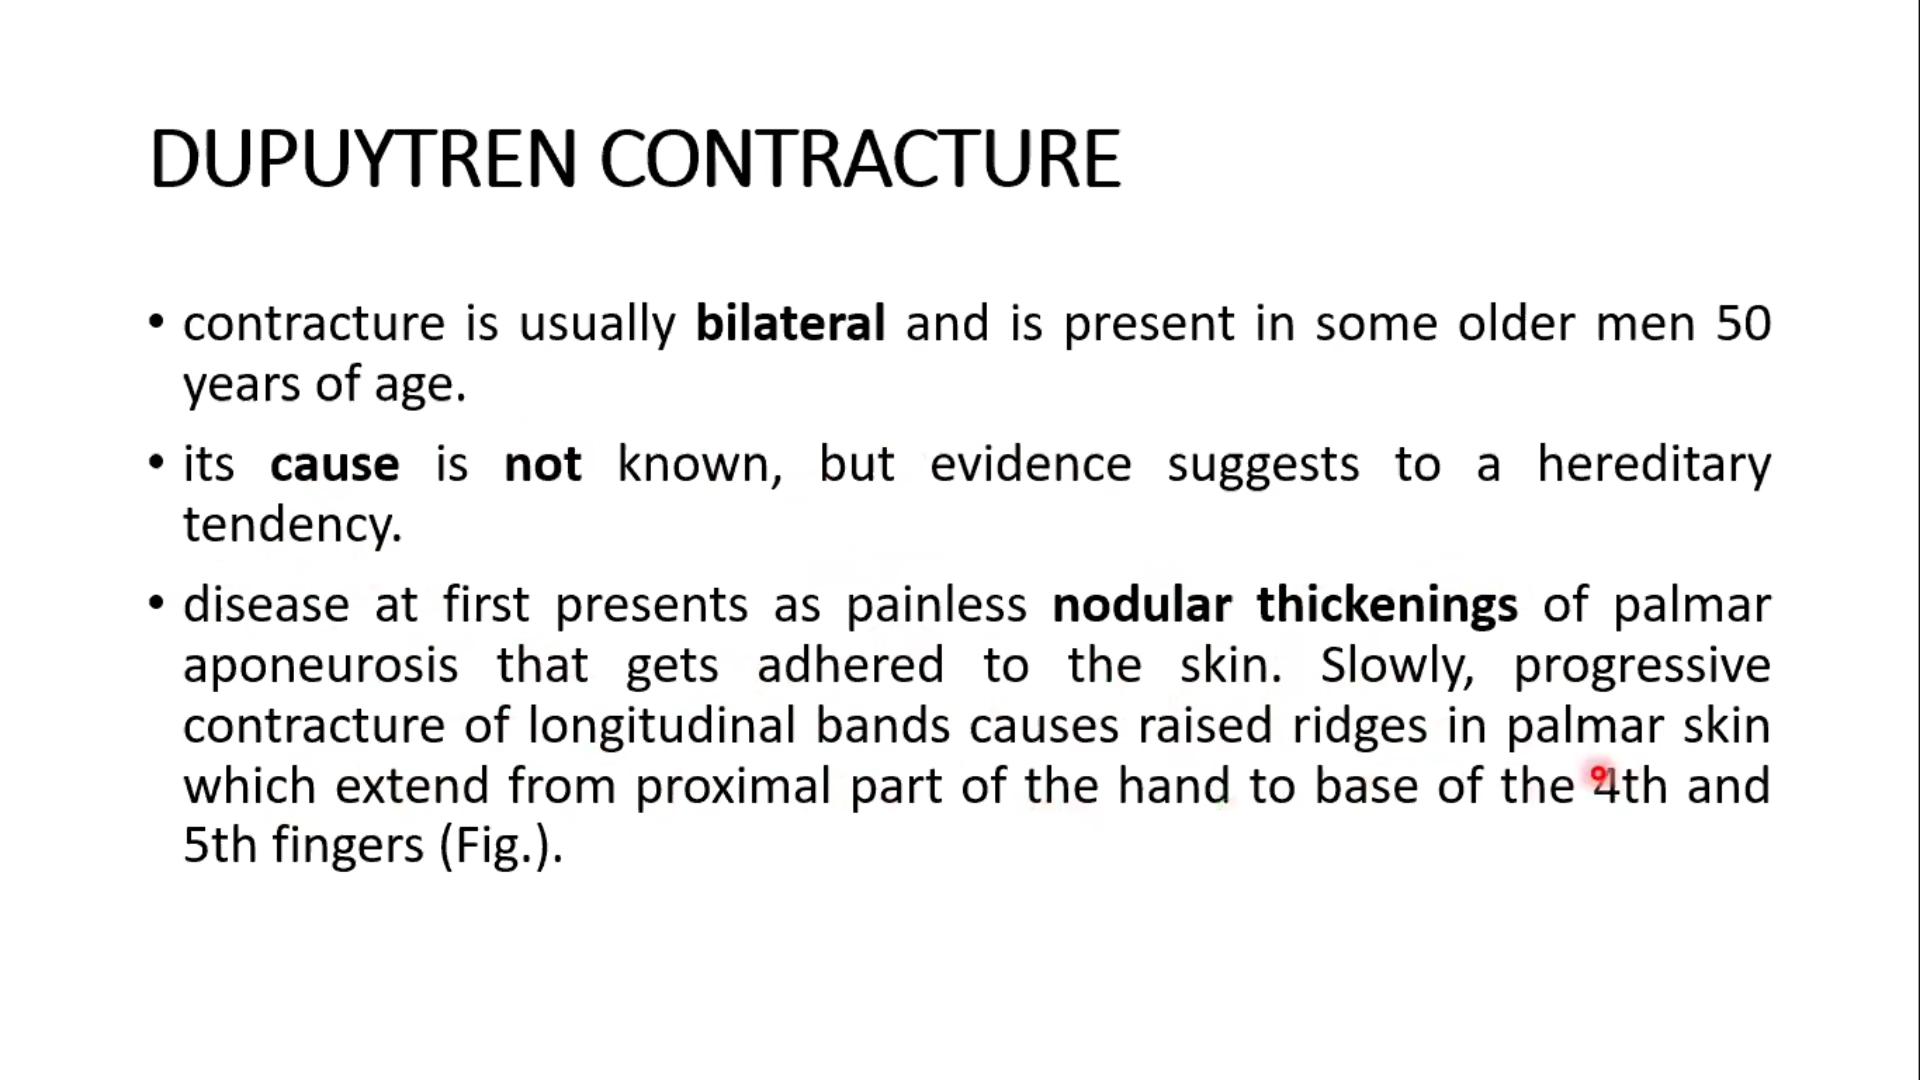 DUPUYTREN CONTRACTURE
• contracture is usually bilateral and is present in some older men 50
years of age.
• its cause is not known, but evidence suggests to a hereditary
tendency.
• disease at first presents as painless nodular thickenings of palmar
aponeurosis that gets adhered to the skin. Slowly, progressive
contracture of longitudinal bands causes raised ridges in palmar skin
which extend from proximal part of the hand to base of the 4th and
5th fingers (Fig.).